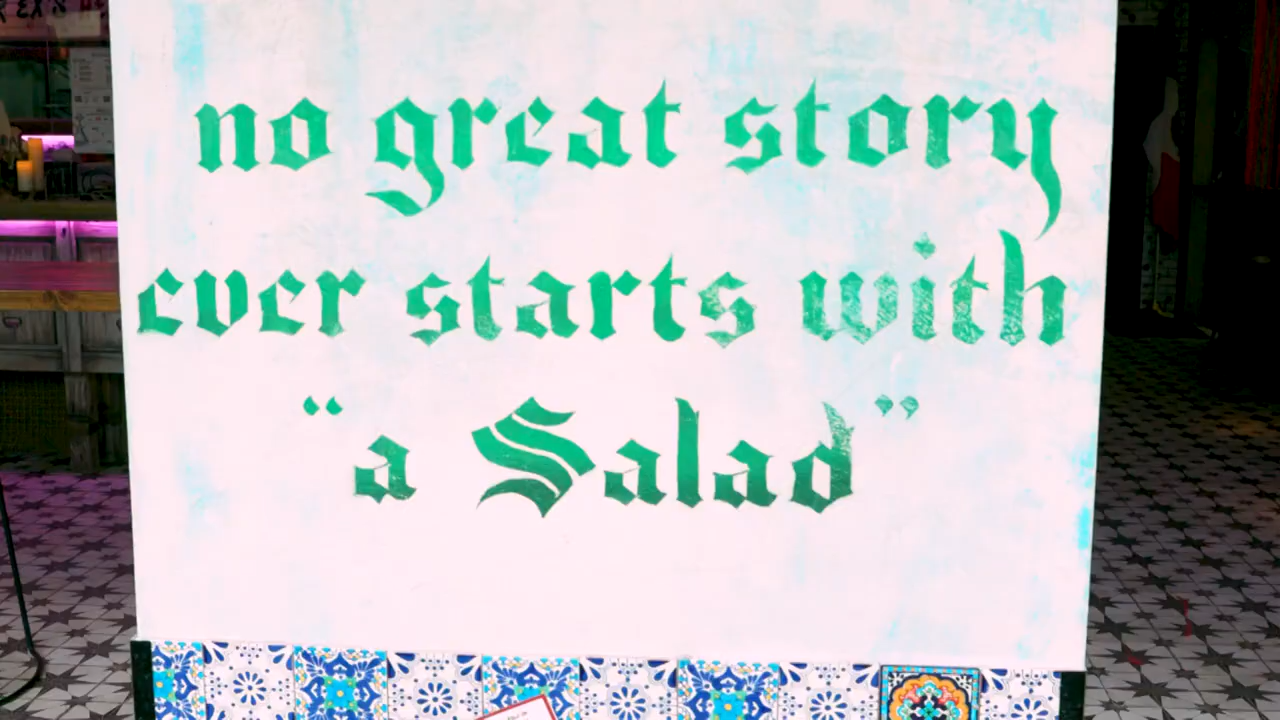 no great story
ever starts with
“a Salad”